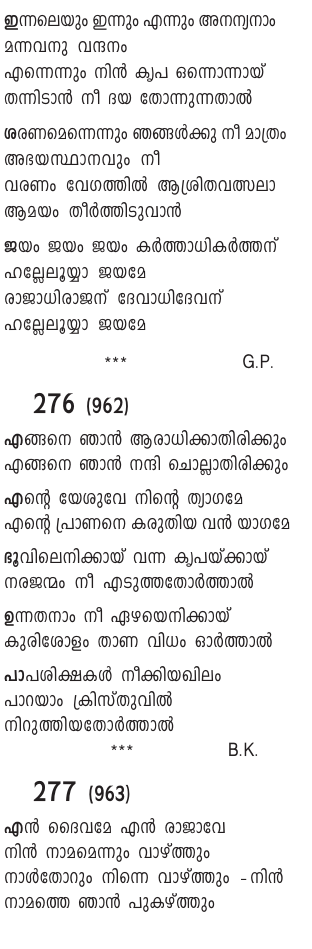 ഇന്നലെയും ഇന്നും എന്നും അനന്യനാം
മന്നവനു വന്ദനം
എന്നെന്നും നിൻ കൃപ ഒന്നൊന്നായ്
തന്നിടാൻ നീ ദയ തോന്നുന്നതാൽ
ശരണമെന്നെന്നും ഞങ്ങൾക്കു നീ മാത്രം
അഭയസ്ഥാനവും നീ
വരണം വേഗത്തിൽ ആശ്രിതവത്സലാ
ആമയം തീർത്തിടുവാൻ
ജയം ജയം ജയം കർത്താധികർത്തന്
ഹല്ലേലൂയ്യാ ജയമേ
രാജാധിരാജന് ദേവാധിദേവന്
ഹല്ലേലൂയ്യാ ജയമേ
*** G.P.
276 (962)
എങ്ങനെ ഞാൻ ആരാധിക്കാതിരിക്കും
എങ്ങനെ ഞാൻ നന്ദി ചൊല്ലാതിരിക്കും
എന്റെ യേശുവേ നിന്റെ ത്യാഗമേ
എന്റെ പ്രാണനെ കരുതിയ വൻ യാഗമേ
ഭൂവിലെനിക്കായ് വന്ന കൃപയ്ക്കായ്
നരജന്മം നീ എടുത്തതോർത്താൽ
ഉന്നതനാം നീ ഏഴയെനിക്കായ്
കുരിശോളം താണ വിധം ഓർത്താൽ
പാപശിക്ഷകൾ നീക്കിയഖിലം
പാറയാം ക്രിസ്തുവിൽ
നിറുത്തിയതോർത്താൽ
*** B.K.
277 (963)
എൻ ദൈവമേ എൻ രാജാവേ
നിൻ നാമമെന്നും വാഴ്ത്തും
നാൾതോറും നിന്നെ വാഴ്ത്തും - നിൻ
നാമത്തെ ഞാൻ പുകഴ്ത്തും